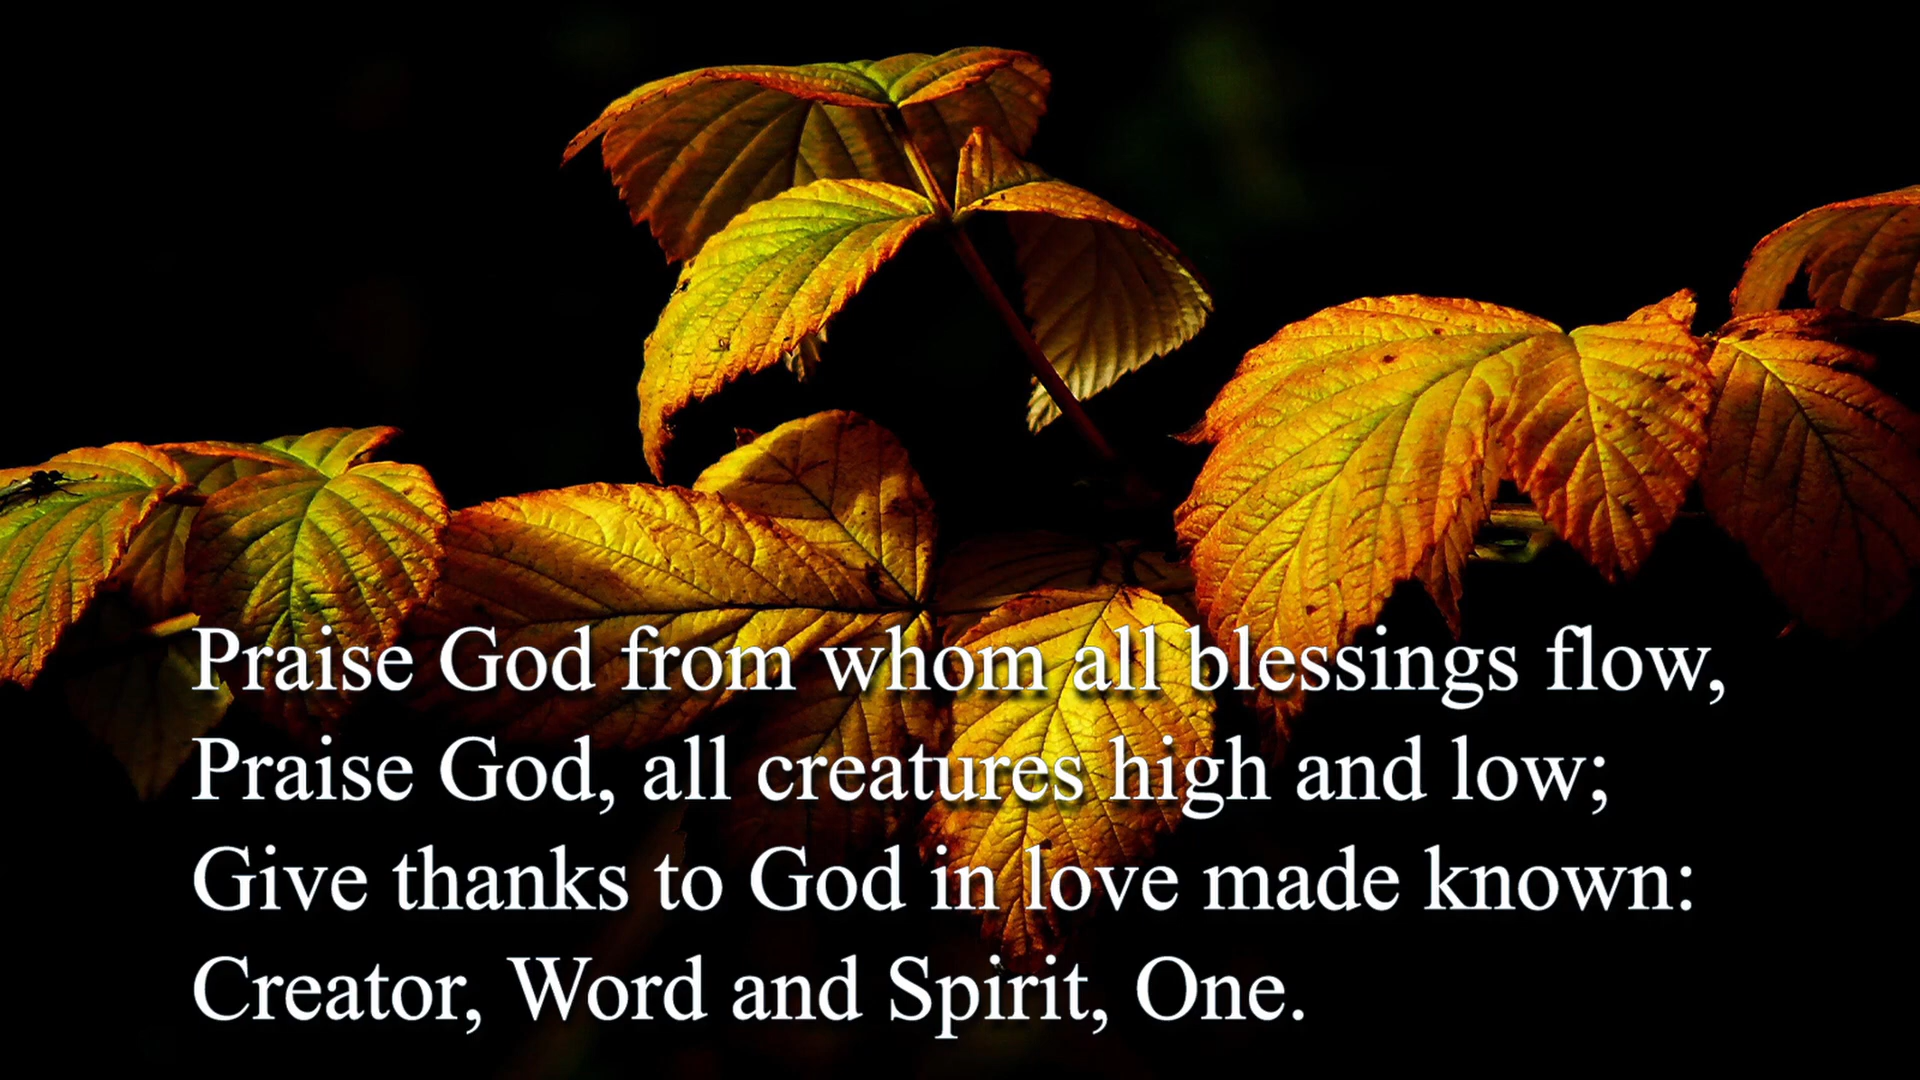 Praise God from whom all blessings flow,
Praise God, all creatures high and low;
Give thanks to God in love made known:
Creator, Word and Spirit, One.